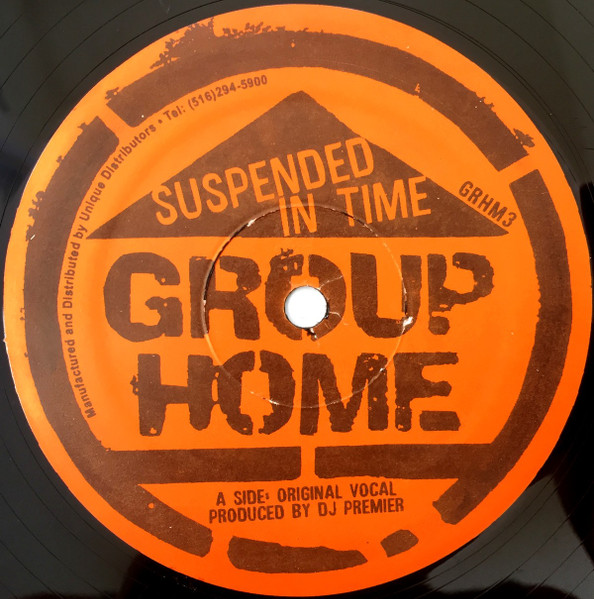 SUSPENDED
IN TIME
GRHM3
GROUP
HOME
A SIDE: ORIGINAL VOCAL
PRODUCED BY DJ PREMIER
Manufactured and Distributed by Unique Distributors • Tel: (516)294-5900